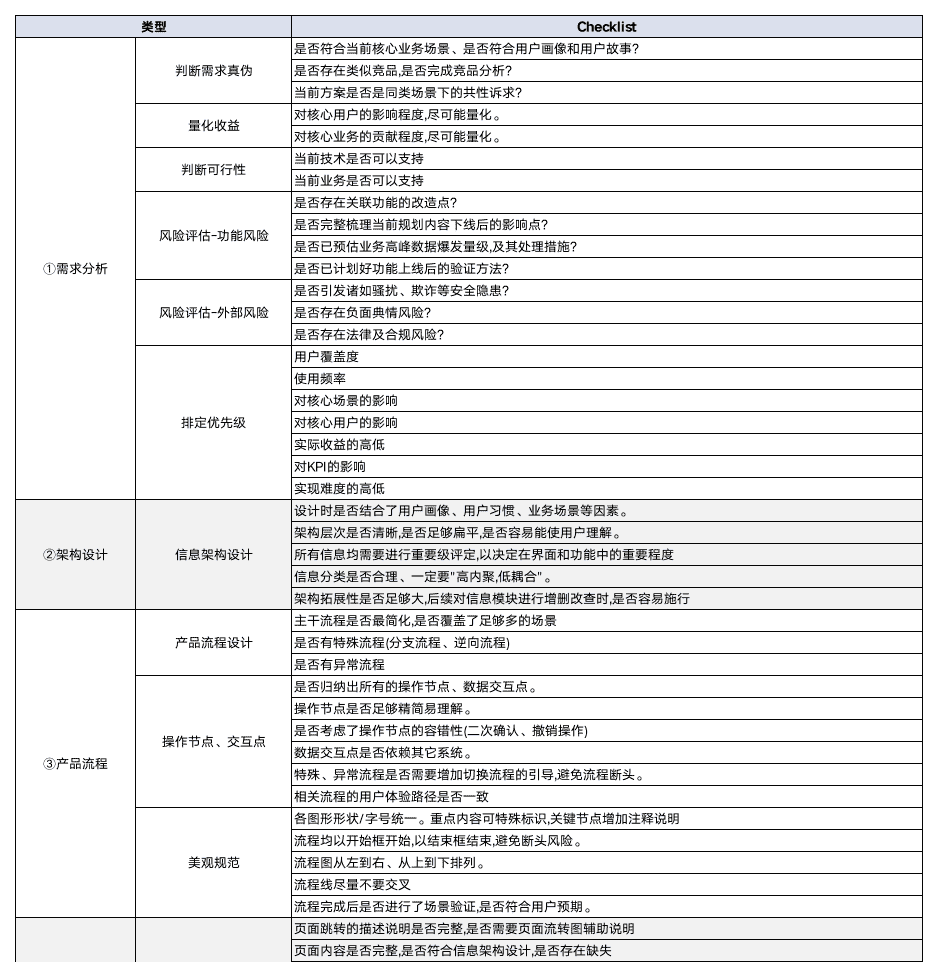 类型
Checklist
①需求分析
判断需求真伪
是否符合当前核心业务场景、是否符合用户画像和用户故事?
是否存在类似竞品,是否完成竞品分析?
当前方案是否是同类场景下的共性诉求?
量化收益
对核心用户的影响程度,尽可能量化。
对核心业务的贡献程度,尽可能量化。
判断可行性
当前技术是否可以支持
当前业务是否可以支持
风险评估-功能风险
是否存在关联功能的改造点?
是否完整梳理当前规划内容下线后的影响点?
是否已预估业务高峰数据爆发量级,及其处理措施?
是否已计划好功能上线后的验证方法?
风险评估-外部风险
是否引发诸如骚扰、欺诈等安全隐患?
是否存在负面典情风险?
是否存在法律及合规风险?
排定优先级
用户覆盖度
使用频率
对核心场景的影响
对核心用户的影响
实际收益的高低
对KPI的影响
实现难度的高低
②架构设计
信息架构设计
设计时是否结合了用户画像、用户习惯、业务场景等因素。
架构层次是否清晰,是否足够扁平,是否容易能使用户理解。
所有信息均需要进行重要级评定,以决定在界面和功能中的重要程度
信息分类是否合理、一定要"高内聚,低耦合"。
架构拓展性是否足够大,后续对信息模块进行增删改查时,是否容易施行
③产品流程
产品流程设计
主干流程是否最简化,是否覆盖了足够多的场景
是否有特殊流程(分支流程、逆向流程)
是否有异常流程
操作节点、交互点
是否归纳出所有的操作节点、数据交互点。
操作节点是否足够精简易理解。
是否考虑了操作节点的容错性(二次确认、撤销操作)
数据交互点是否依赖其它系统。
特殊、异常流程是否需要增加切换流程的引导,避免流程断头。
相关流程的用户体验路径是否一致
美观规范
各图形形状/字号统一。重点内容可特殊标识,关键节点增加注释说明
流程均以开始框开始,以结束框结束,避免断头风险。
流程图从左到右、从上到下排列。
流程线尽量不要交叉
流程完成后是否进行了场景验证,是否符合用户预期。
页面跳转的描述说明是否完整,是否需要页面流转图辅助说明
页面内容是否完整,是否符合信息架构设计,是否存在缺失